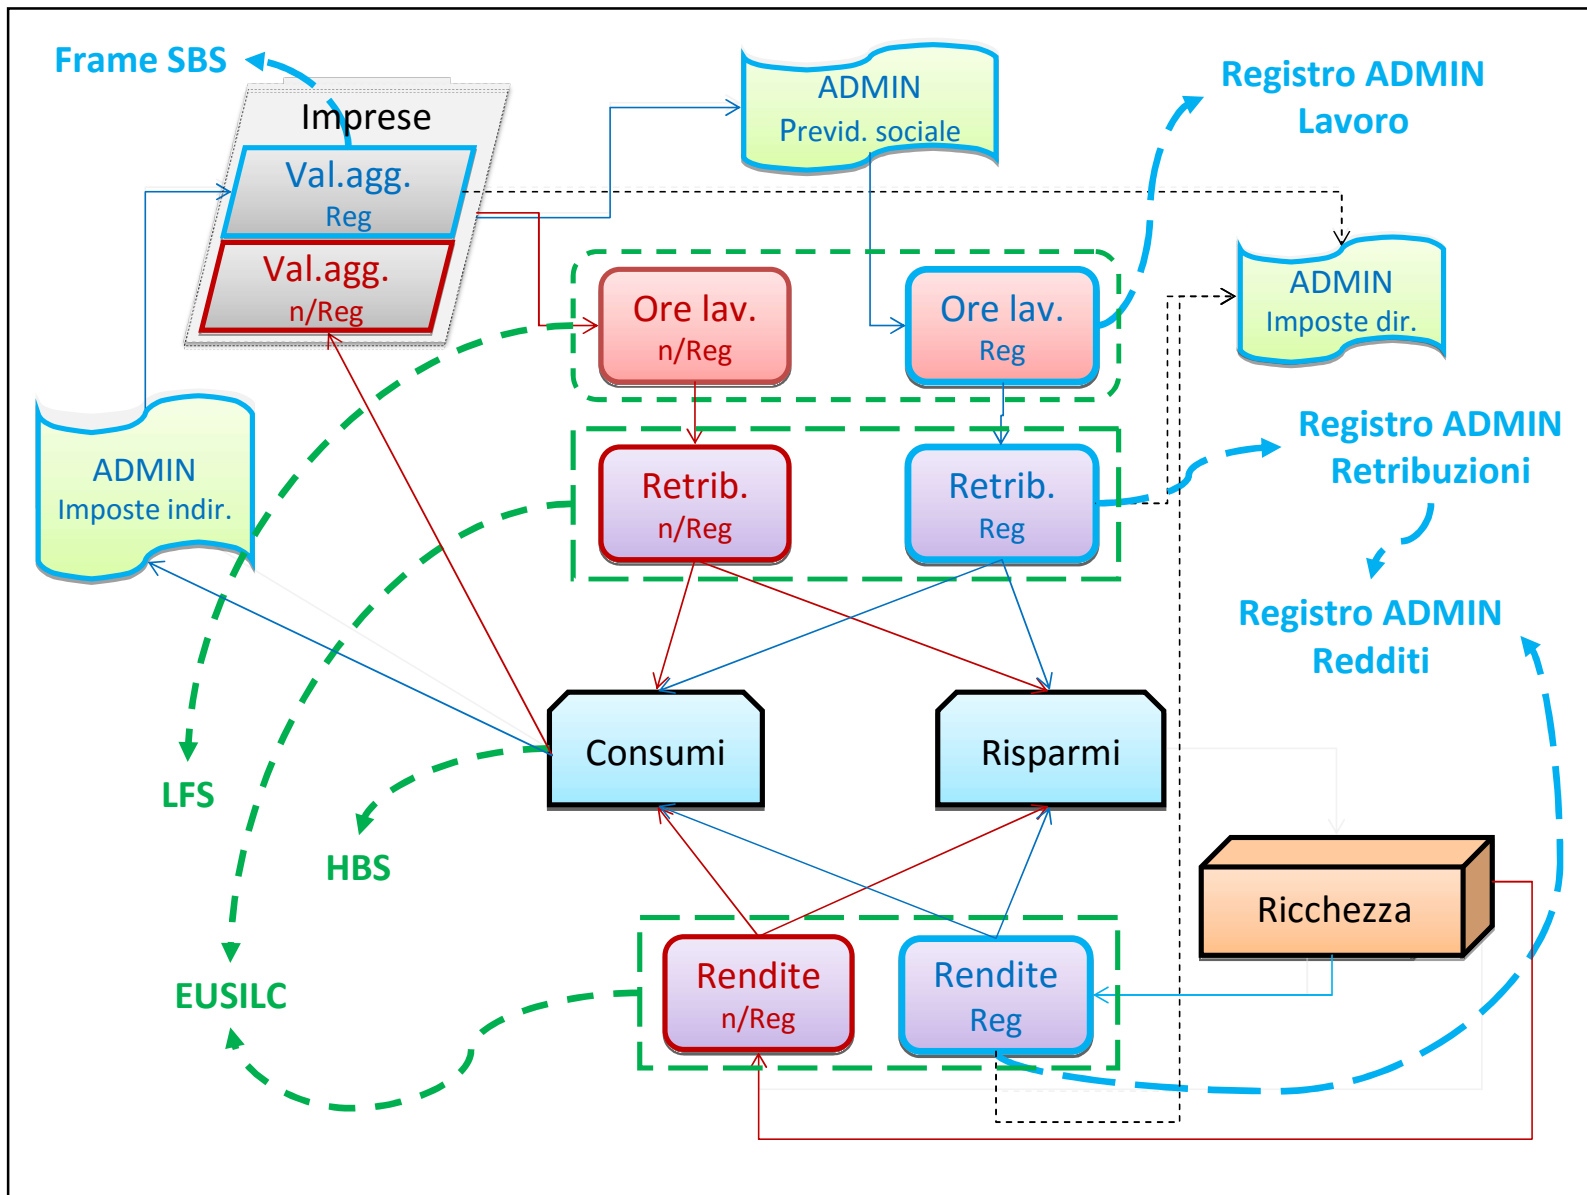 Frame SBS
Imprese
Val.agg.
Reg
Val.agg.
n/Reg
ADMIN
Previd. sociale
Registro ADMIN
Lavoro
ADMIN
Imposte dir.
Ore lav.
n/Reg
Ore lav.
Reg
ADMIN
Imposte indir.
Retrib.
n/Reg
Retrib.
Reg
Registro ADMIN
Retribuzioni
Registro ADMIN
Redditi
Consumi
Risparmi
LFS
HBS
Ricchezza
EUSILC
Rendite
n/Reg
Rendite
Reg